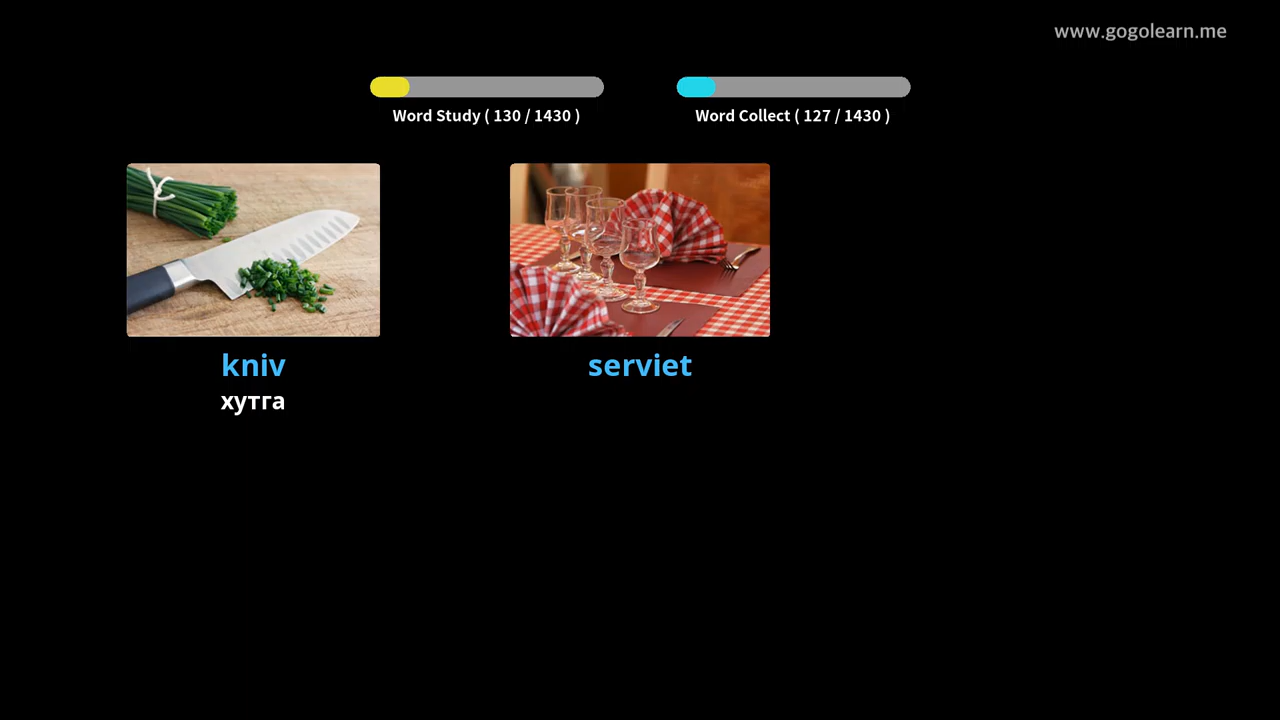 www.gogolearn.me
Word Study ( 130 / 1430 )
Word Collect ( 127 / 1430 )
kniv
хутга
serviet